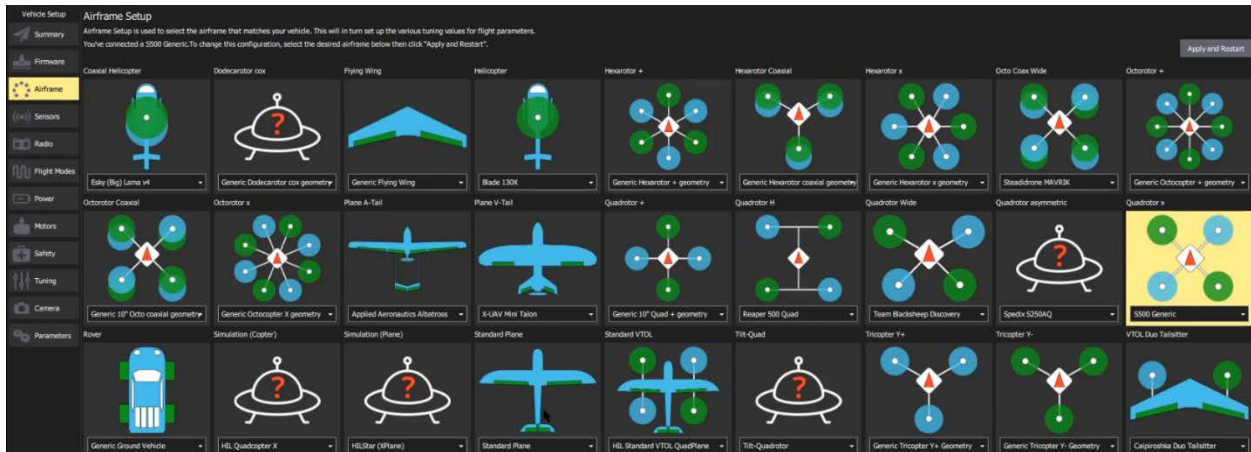 Vehicle Setup
Summary
Firmware
Airframe
Sensors
Radio
Flight Modes
Power
Motors
Safety
Tuning
Camera
Parameters
Airframe Setup
Airframe Setup is used to select the airframe that matches your vehicle. This will in turn set up the various tuning values for flight parameters.
You've connected a S500 Generic.To change this configuration, select the desired airframe below then click "Apply and Restart".
Apply and Restart
Coaxial Helicopter
Dodecarotor cox
Flying Wing
Helicopter
Hexarotor +
Hexarotor Coaxial
Hexarotor x
Octo Coax Wide
Octorotor +
?
Esky (Big) Lama v4
Generic Dodecarotor cox geometry
Generic Flying Wing
Blade 130X
Generic Hexarotor + geometry
Generic Hexarotor coaxial geometry
Generic Hexarotor x geometry
Steadidrone MAVRIK
Generic Octocopter + geometry
Octorotor Coaxial
Octorotor x
Plane A-Tail
Plane V-Tail
Quadrotor +
Quadrotor H
Quadrotor Wide
Quadrotor asymmetric
Quadrotor x
?
Generic 10" Octo coaxial geometry
Generic Octocopter X geometry
Applied Aeronautics Albatross
X-UAV Mini Talon
Generic 10" Quad + geometry
Reaper 500 Quad
Team Blacksheep Discovery
Spedix S250AQ
S500 Generic
Rover
Simulation (Copter)
Simulation (Plane)
Standard Plane
Standard VTOL
Tilt-Quad
Tricopter Y+
Tricopter Y-
VTOL Duo Tailsitter
?
?
?
Generic Ground Vehicle
HIL Quadcopter X
HILStar (XPlane)
Standard Plane
HIL Standard VTOL QuadPlane
Tilt-Quadrotor
Generic Tricopter Y+ Geometry
Generic Tricopter Y- Geometry
Caipiroshka Duo Tailsitter